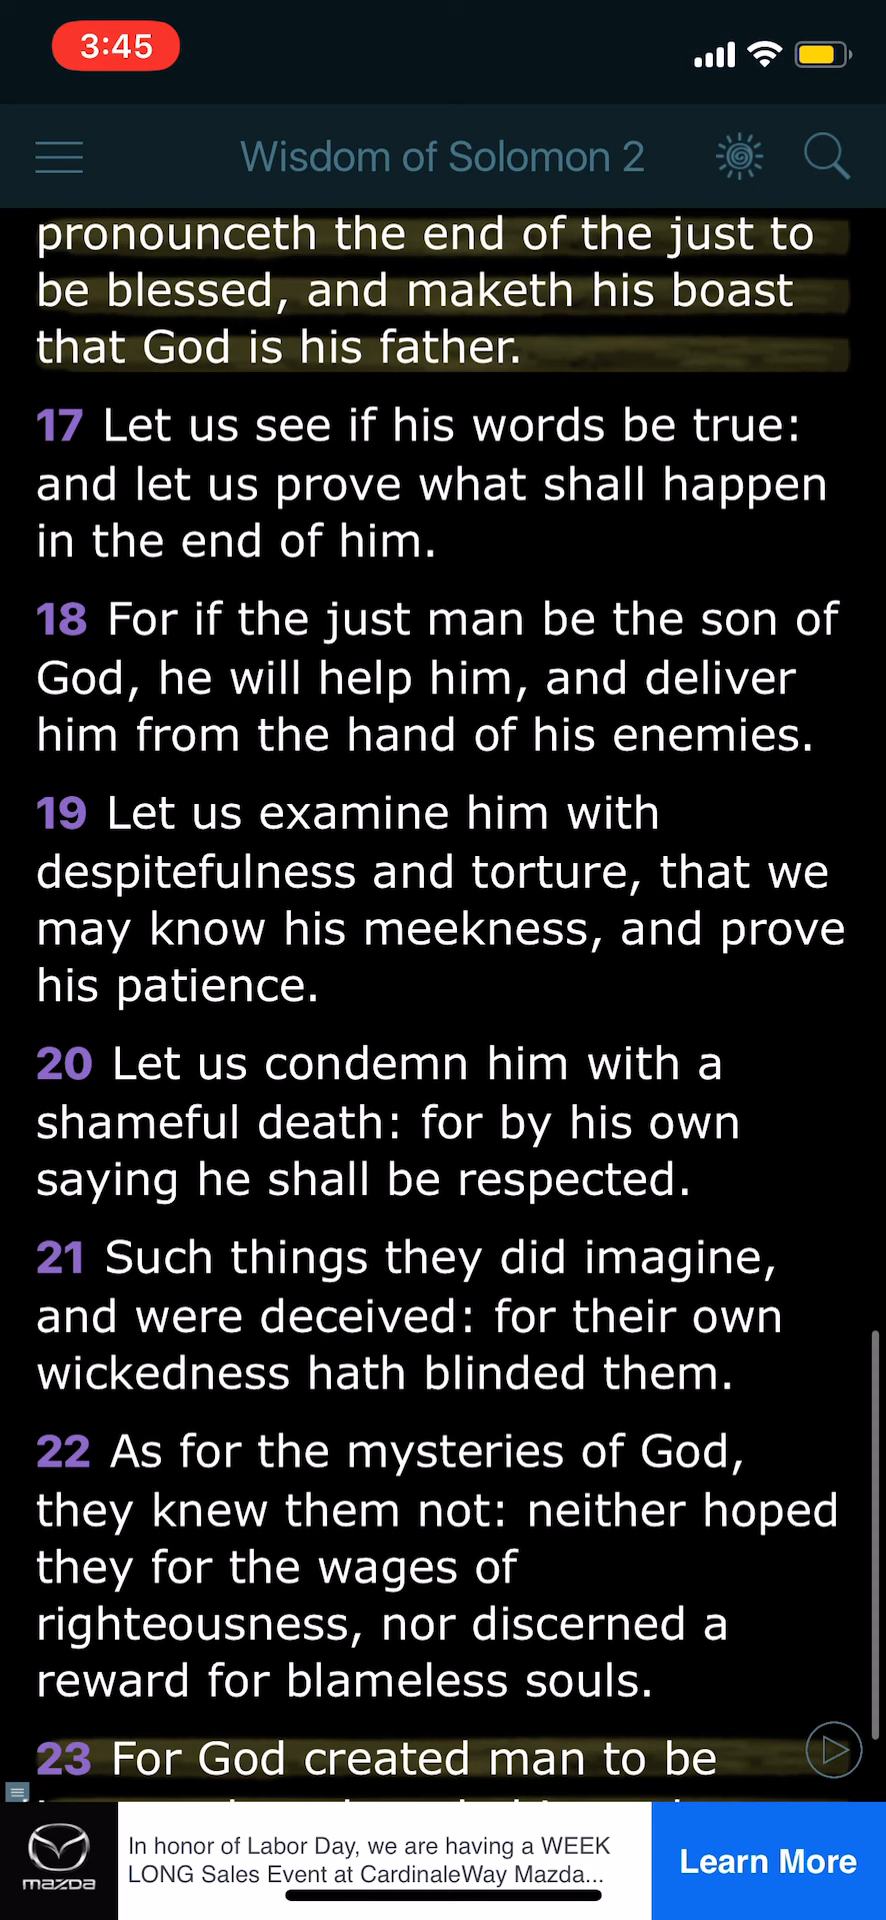 3:45
Wisdom of Solomon 2
pronounceth the end of the just to
be blessed, and maketh his boast
that God is his father.
17 Let us see if his words be true:
and let us prove what shall happen
in the end of him.
18 For if the just man be the son of
God, he will help him, and deliver
him from the hand of his enemies.
19 Let us examine him with
despitefulness and torture, that we
may know his meekness, and prove
his patience.
20 Let us condemn him with a
shameful death: for by his own
saying he shall be respected.
21 Such things they did imagine,
and were deceived: for their own
wickedness hath blinded them.
22 As for the mysteries of God,
they knew them not: neither hoped
they for the wages of
righteousness, nor discerned a
reward for blameless souls.
23 For God created man to be
mazda
In honor of Labor Day, we are having a WEEK
LONG Sales Event at CardinaleWay Mazda...
Learn More